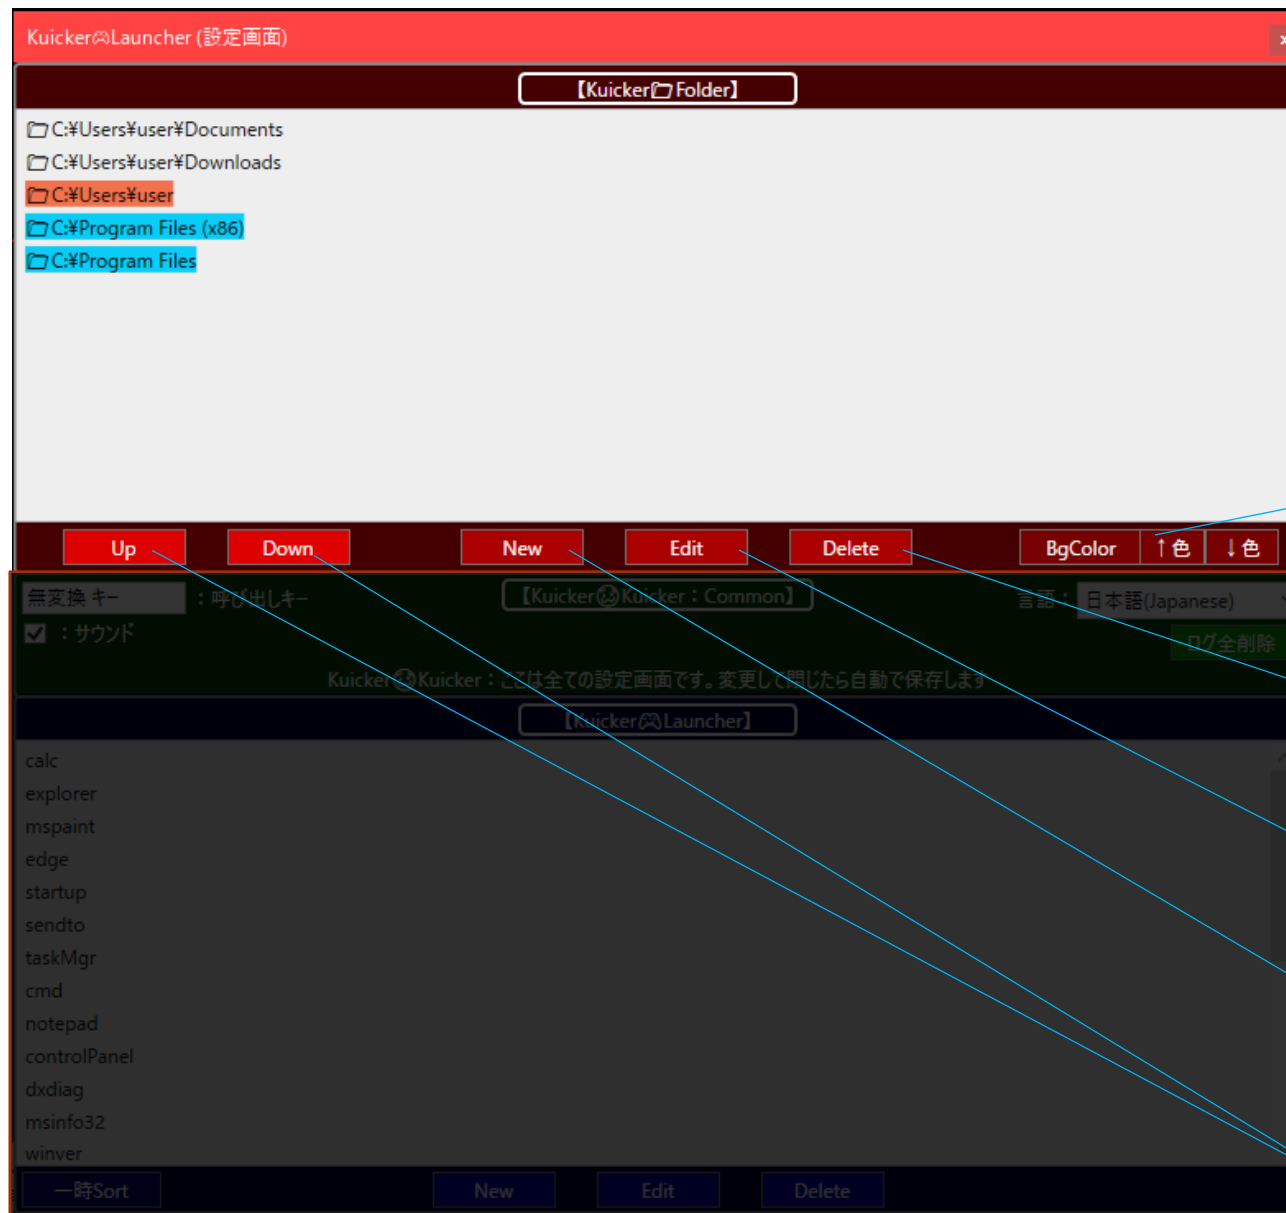 Kuicker🎮Launcher (設定画面)
×
【Kuicker🗀Folder】
🗀C:¥Users¥user¥Documents
🗀C:¥Users¥user¥Downloads
🗀C:¥Users¥user
🗀C:¥Program Files (x86)
🗀C:¥Program Files
Up Down New Edit Delete BgColor ↑色 ↓色
無変換 キー ：呼び出しキー 【Kuicker😆Kuicker：Common】 言語： 日本語(Japanese)
✔ ：サウンド
ログ全削除
Kuicker😆Kuicker：ここは全ての設定画面です。変更して閉じたら自動で保存します
【Kuicker🎮Launcher】
calc
explorer
mspaint
edge
startup
sendto
taskMgr
cmd
notepad
controlPanel
dxdiag
msinfo32
winver
一時Sort New Edit Delete